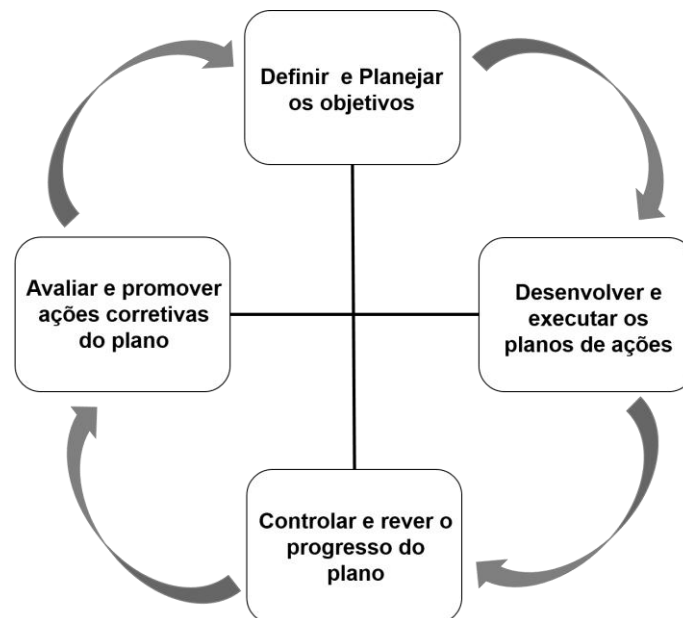 Definir e Planejar
os objetivos
Desenvolver e
executar os
planos de ações
Controlar e rever o
progresso do
plano
Avaliar e promover
ações corretivas
do plano